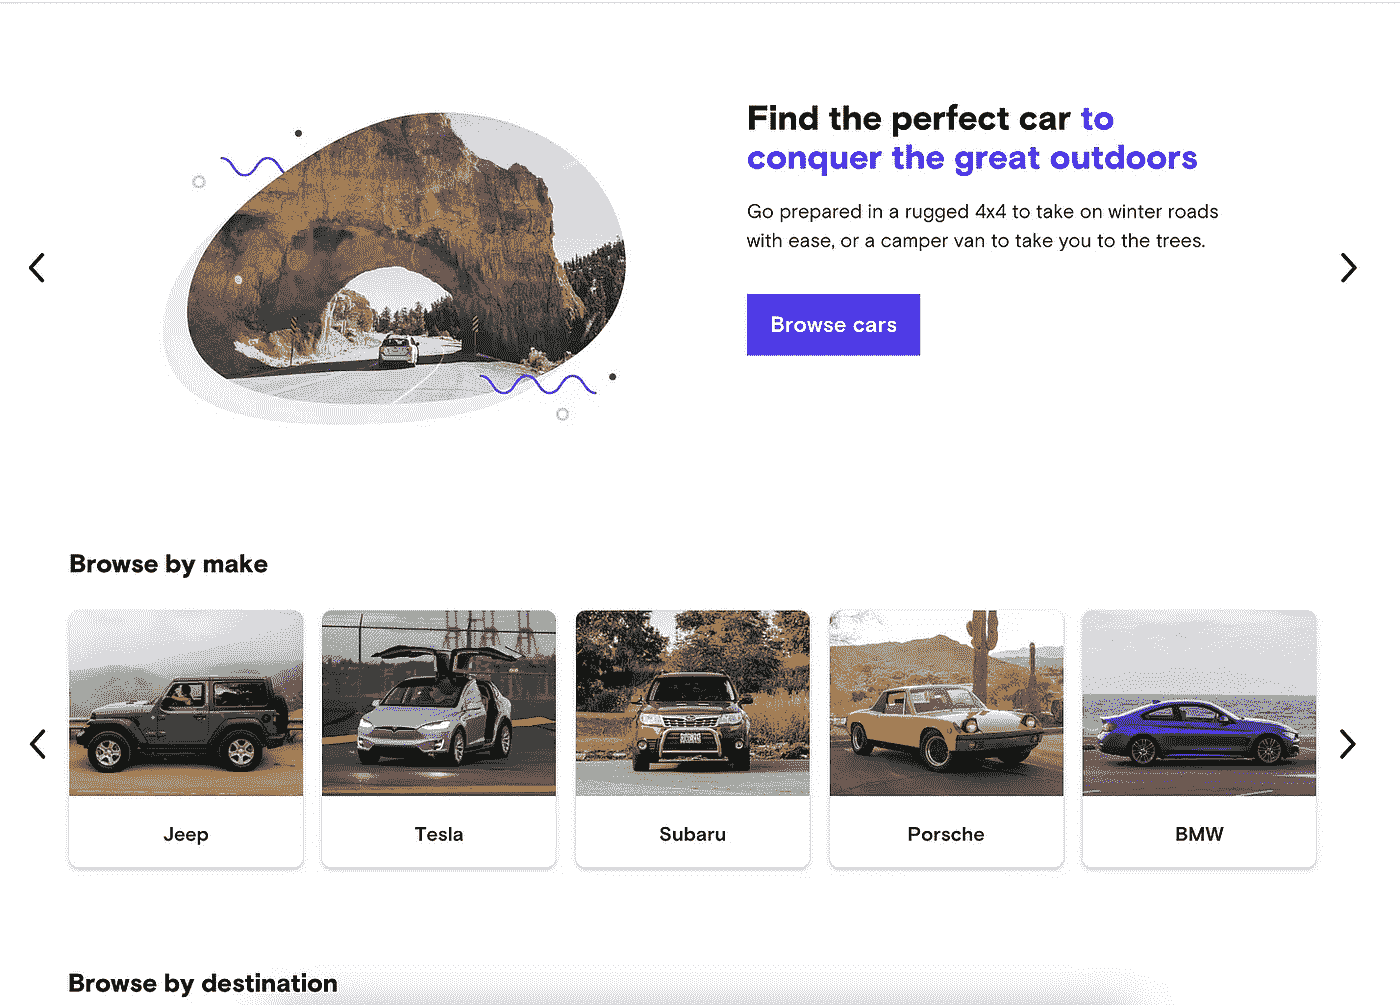 Find the perfect car to
conquer the great outdoors
Go prepared in a rugged 4x4 to take on winter roads
with ease, or a camper van to take you to the trees.
Browse cars
Browse by make
Jeep
Tesla
Subaru
Porsche
BMW
Browse by destination